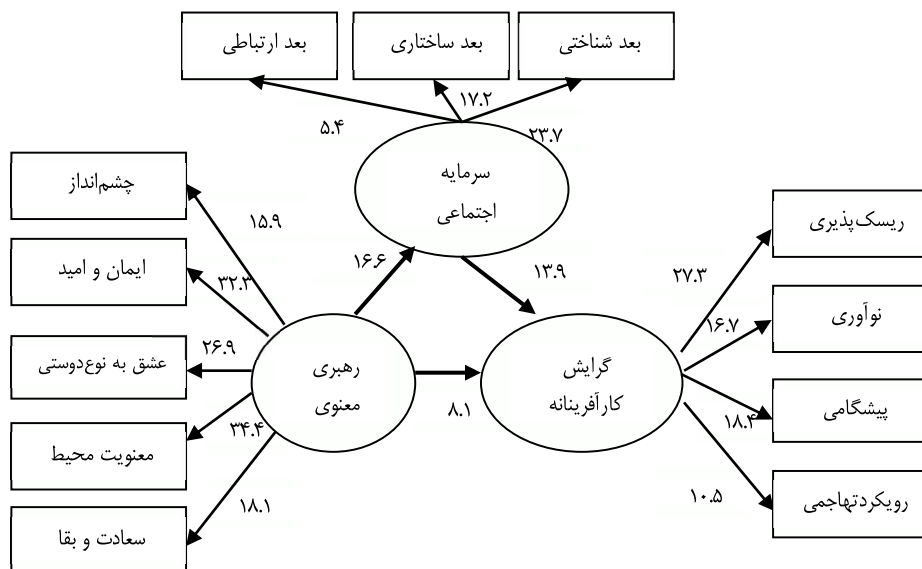 بعد شناختی
بعد ساختاری
بعد ارتباطی
۱۷.۲
۵.۴
۲۳.۷
سرمایه
اجتماعی
چشم‌انداز
۱۵.۹
ایمان و امید
۳۲.۳
عشق به نوع‌دوستی
۲۶.۹
معنویت محیط
۳۴.۴
سعادت و بقا
۱۸.۱
رهبری
معنوی
۱۶.۶
۱۳.۹
۸.۱
گرایش
کارآفرینانه
ریسک‌پذیری
۲۷.۳
نوآوری
۱۶.۷
پیشگامی
۱۸.۴
رویکردتهاجمی
۱۰.۵